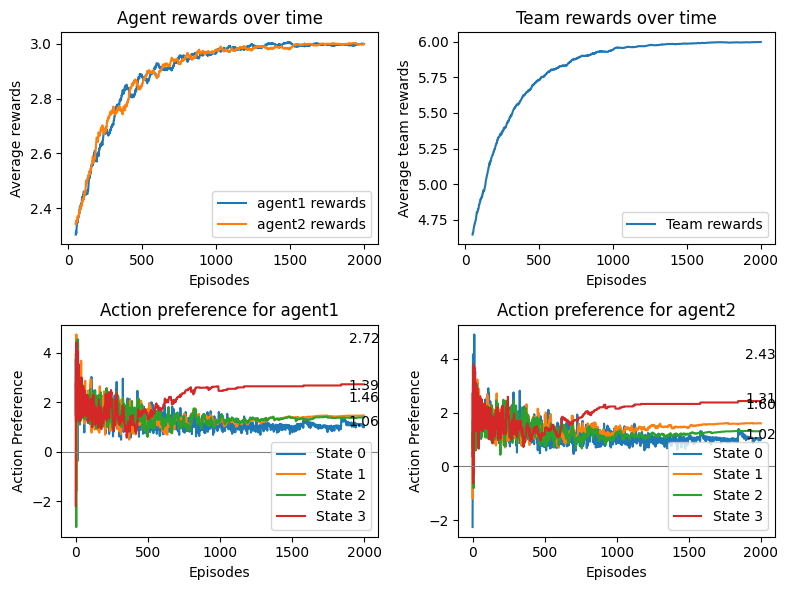 Agent rewards over time
Average rewards
3.0
2.8
2.6
2.4
agent1 rewards
agent2 rewards
0 500 1000 1500 2000
Episodes
Team rewards over time
Average team rewards
6.00
5.75
5.50
5.25
5.00
4.75
Team rewards
0 500 1000 1500 2000
Episodes
Action preference for agent1
Action Preference
4
2
0
−2
2.72
1.39
1.46
1.06
State 0
State 1
State 2
State 3
0 500 1000 1500 2000
Episodes
Action preference for agent2
Action Preference
4
2
0
−2
2.43
1.31
1.60
1.02
State 0
State 1
State 2
State 3
0 500 1000 1500 2000
Episodes